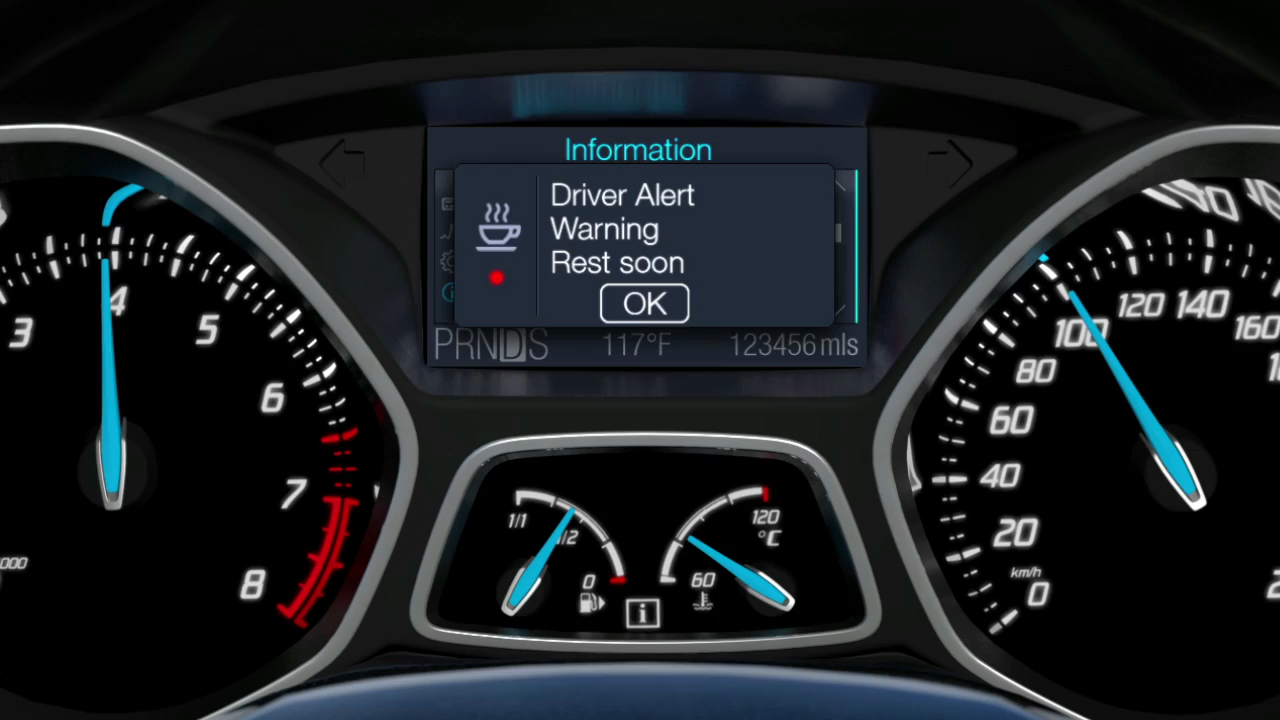 Information
Driver Alert
Warning
Rest soon
OK
PRNDS 117°F 123456 mls
3
4
5
6
7
8
1/1
1/2
0
60
120
°C
i
0
20
40
60
80
100
120
140
160
km/h